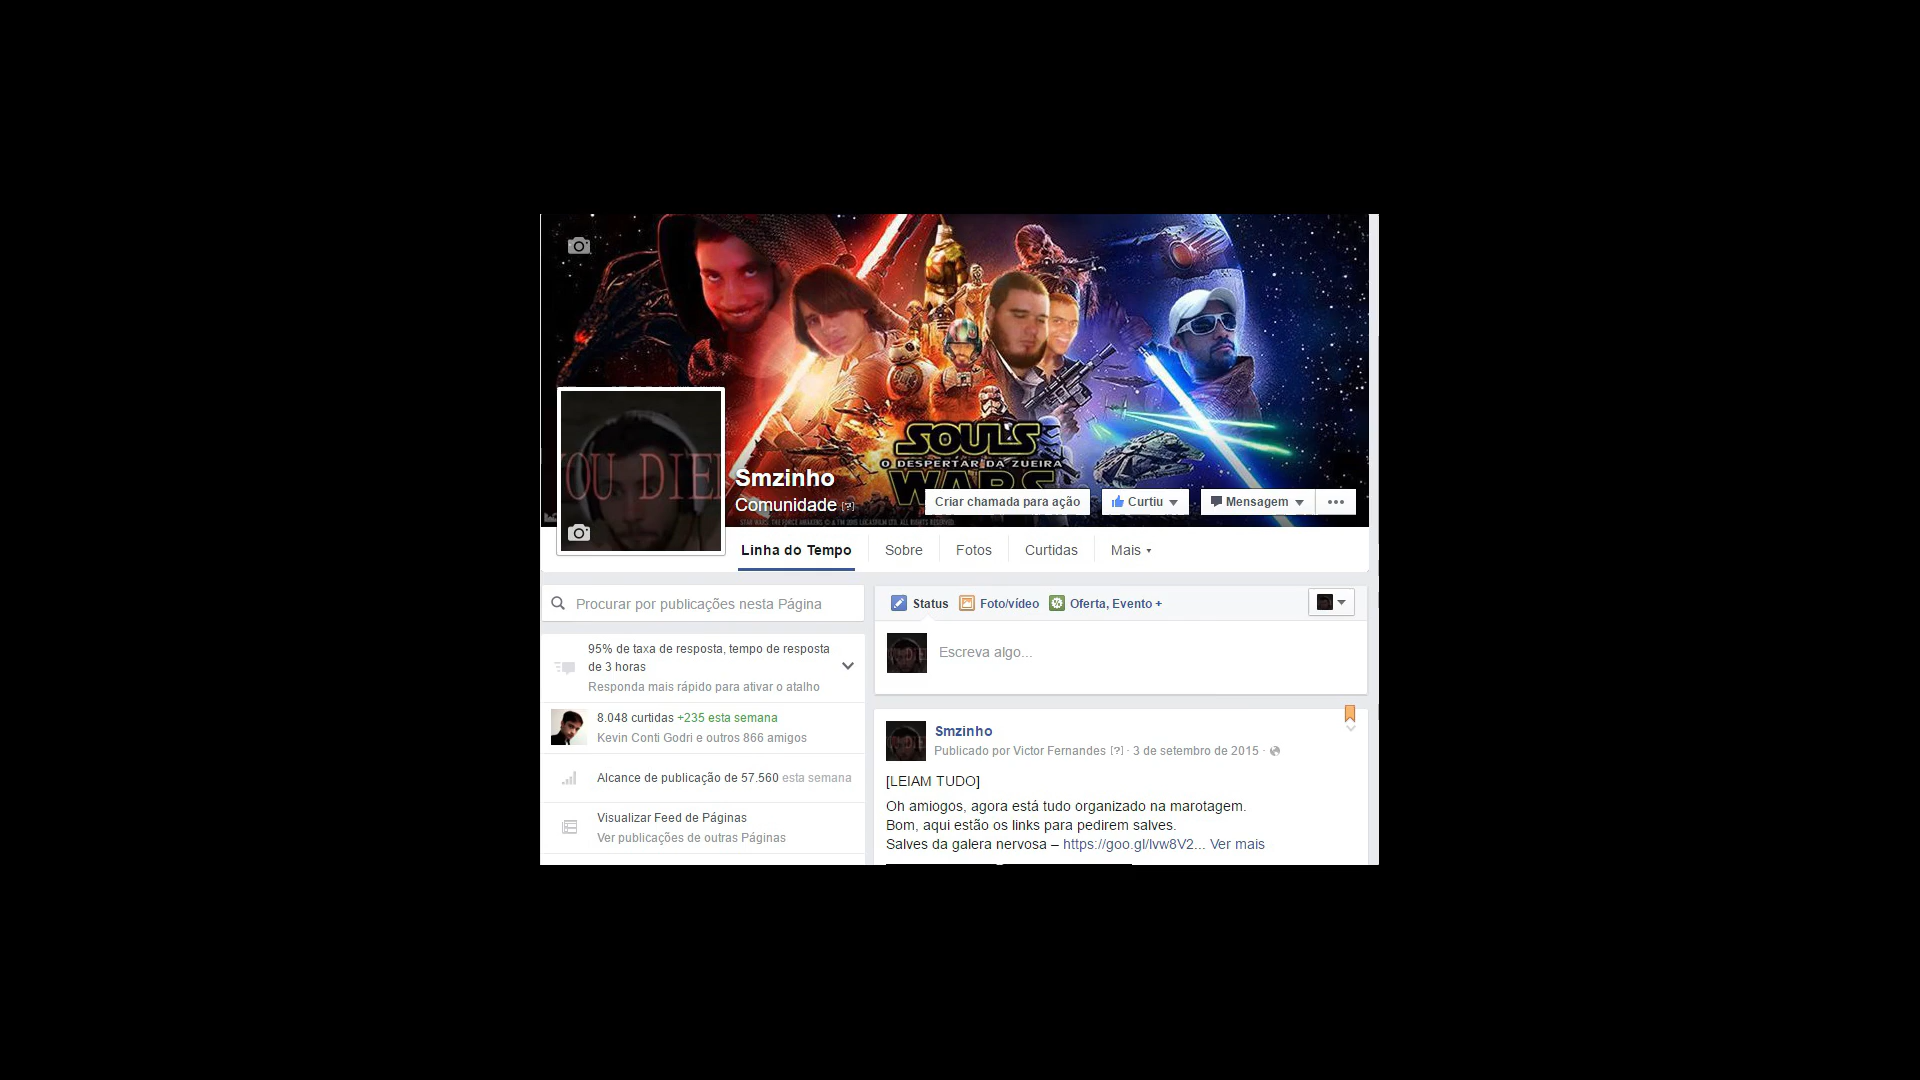 SOULS
O DESPERTAR DA ZUEIRA
WARS
YOU DIED
Smzinho
Comunidade [?]
Criar chamada para ação
Curtiu
Mensagem
Linha do Tempo
Sobre
Fotos
Curtidas
Mais
Procurar por publicações nesta Página
95% de taxa de resposta, tempo de resposta
de 3 horas
Responda mais rápido para ativar o atalho
8.048 curtidas +235 esta semana
Kevin Conti Godri e outros 866 amigos
Alcance de publicação de 57.560 esta semana
Visualizar Feed de Páginas
Ver publicações de outras Páginas
Status
Foto/vídeo
Oferta, Evento +
Escreva algo...
Smzinho
Publicado por Victor Fernandes [?] · 3 de setembro de 2015 ·
[LEIAM TUDO]
Oh amiogos, agora está tudo organizado na marotagem.
Bom, aqui estão os links para pedirem salves.
Salves da galera nervosa – https://goo.gl/Ivw8V2... Ver mais